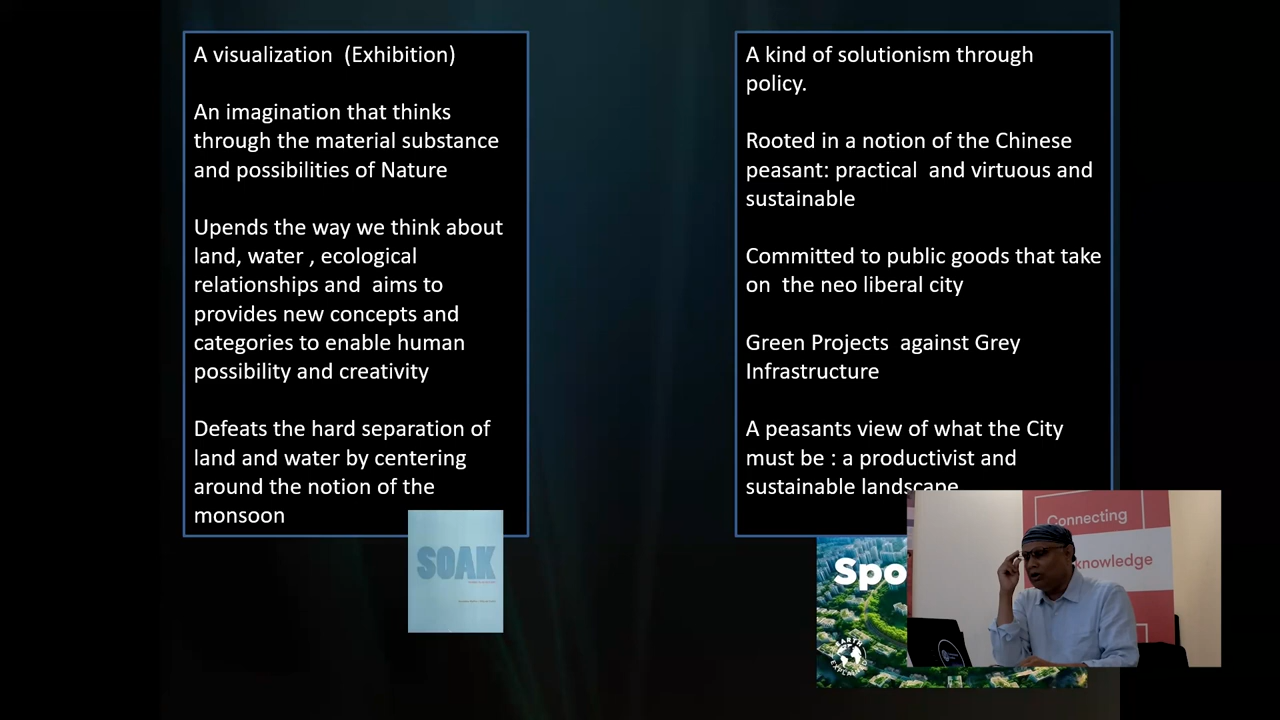 A visualization (Exhibition)
An imagination that thinks
through the material substance
and possibilities of Nature
Upends the way we think about
land, water , ecological
relationships and aims to
provides new concepts and
categories to enable human
possibility and creativity
Defeats the hard separation of
land and water by centering
around the notion of the
monsoon
SOAK
A kind of solutionism through
policy.
Rooted in a notion of the Chinese
peasant: practical and virtuous and
sustainable
Committed to public goods that take
on the neo liberal city
Green Projects against Grey
Infrastructure
A peasants view of what the City
must be : a productivist and
sustainable landscape
Spo
EARTH
EXPLAINED
Connecting
knowledge